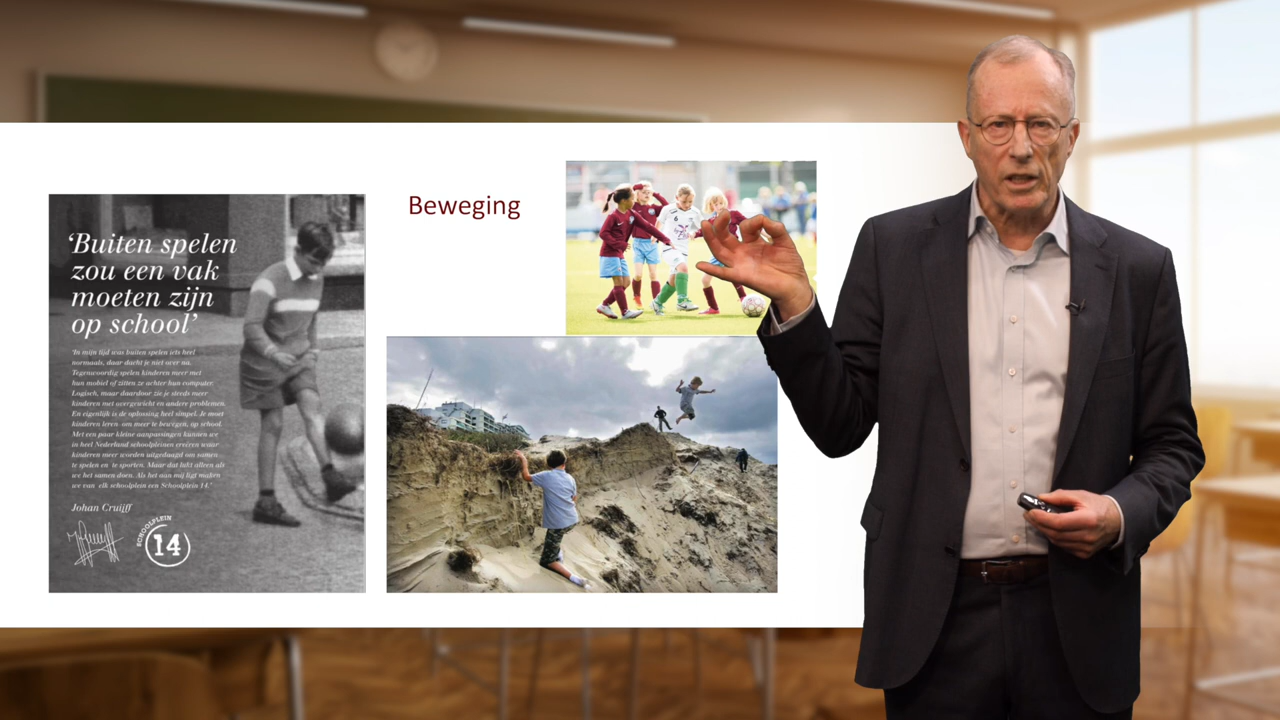 Beweging
‘Buiten spelen
zou een vak
moeten zijn
op school’
‘In mijn tijd was buiten spelen iets heel
normaals, daar dacht je niet over na.
Tegenwoordig spelen kinderen meer met
hun mobiel of zitten ze achter hun computer.
Logisch, maar daardoor zie je steeds meer
kinderen met overgewicht en andere problemen.
En eigenlijk is de oplossing heel simpel. Je moet
kinderen leren om meer te bewegen, op school.
Met een paar kleine aanpassingen kunnen we
in heel Nederland schoolpleinen creëren waar
kinderen meer worden uitgedaagd om samen
te spelen en te sporten. Maar dat lukt alleen als
we het samen doen. Als het aan mij ligt maken
we van elk schoolplein een Schoolplein 14.’
Johan Cruijff
SCHOOLPLEIN
14
6